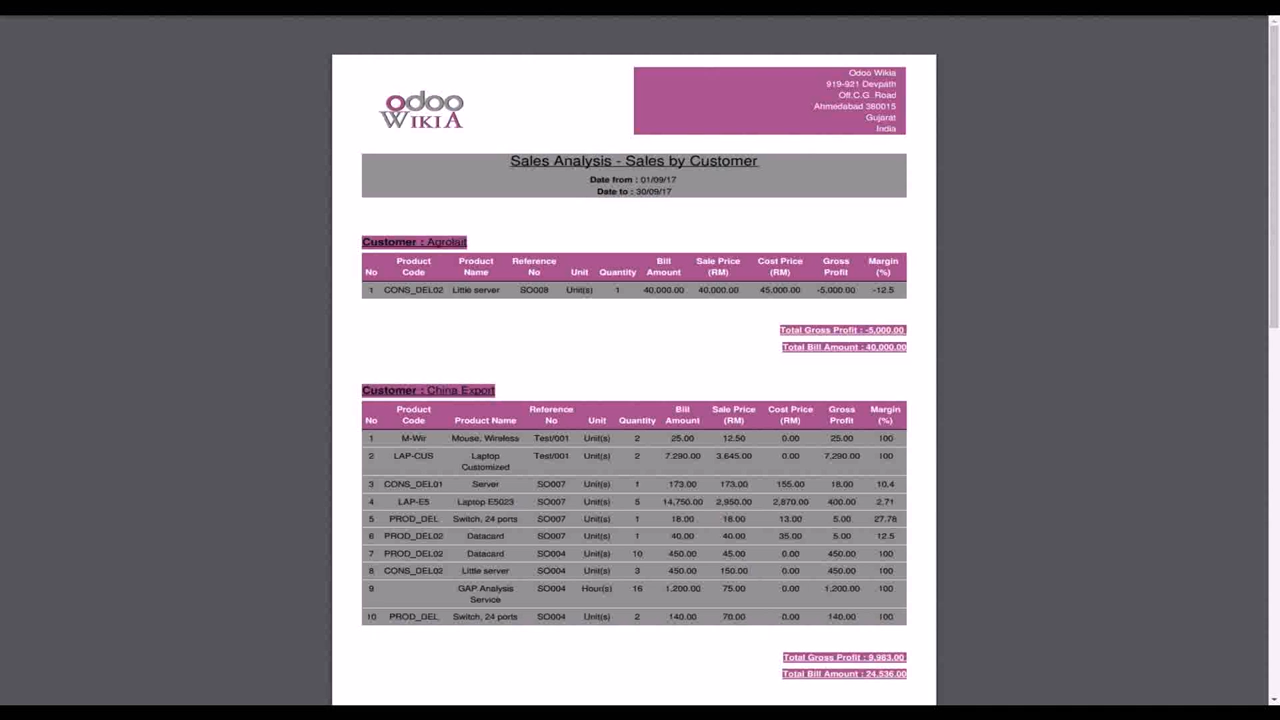 odoo
WIKIA
Odoo Wikia
919-921 Devpath
Off.C.G. Road
Ahmedabad 380015
Gujarat
India
Sales Analysis - Sales by Customer
Date from : 01/09/17
Date to : 30/09/17
Customer : Agrolait
No Product Code Product Name Reference No Unit Quantity Bill Amount Sale Price (RM) Cost Price (RM) Gross Profit Margin (%)
1 CONS_DEL02 Little server SO008 Unit(s) 1 40,000.00 40,000.00 45,000.00 -5,000.00 -12.5
Total Gross Profit : -5,000.00
Total Bill Amount : 40,000.00
Customer : China Export
No Product Code Product Name Reference No Unit Quantity Bill Amount Sale Price (RM) Cost Price (RM) Gross Profit Margin (%)
1 M-Wir Mouse, Wireless Test/001 Unit(s) 2 25.00 12.50 0.00 25.00 100
2 LAP-CUS Laptop Customized Test/001 Unit(s) 2 7,290.00 3,645.00 0.00 7,290.00 100
3 CONS_DEL01 Server SO007 Unit(s) 1 173.00 173.00 155.00 18.00 10.4
4 LAP-E5 Laptop E5023 SO007 Unit(s) 5 14,750.00 2,950.00 2,870.00 400.00 2.71
5 PROD_DEL Switch, 24 ports SO007 Unit(s) 1 18.00 18.00 13.00 5.00 27.78
6 PROD_DEL02 Datacard SO007 Unit(s) 1 40.00 40.00 35.00 5.00 12.5
7 PROD_DEL02 Datacard SO004 Unit(s) 10 450.00 45.00 0.00 450.00 100
8 CONS_DEL02 Little server SO004 Unit(s) 3 450.00 150.00 0.00 450.00 100
9 GAP Analysis Service SO004 Hour(s) 16 1,200.00 75.00 0.00 1,200.00 100
10 PROD_DEL Switch, 24 ports SO004 Unit(s) 2 140.00 70.00 0.00 140.00 100
Total Gross Profit : 9,983.00
Total Bill Amount : 24,536.00